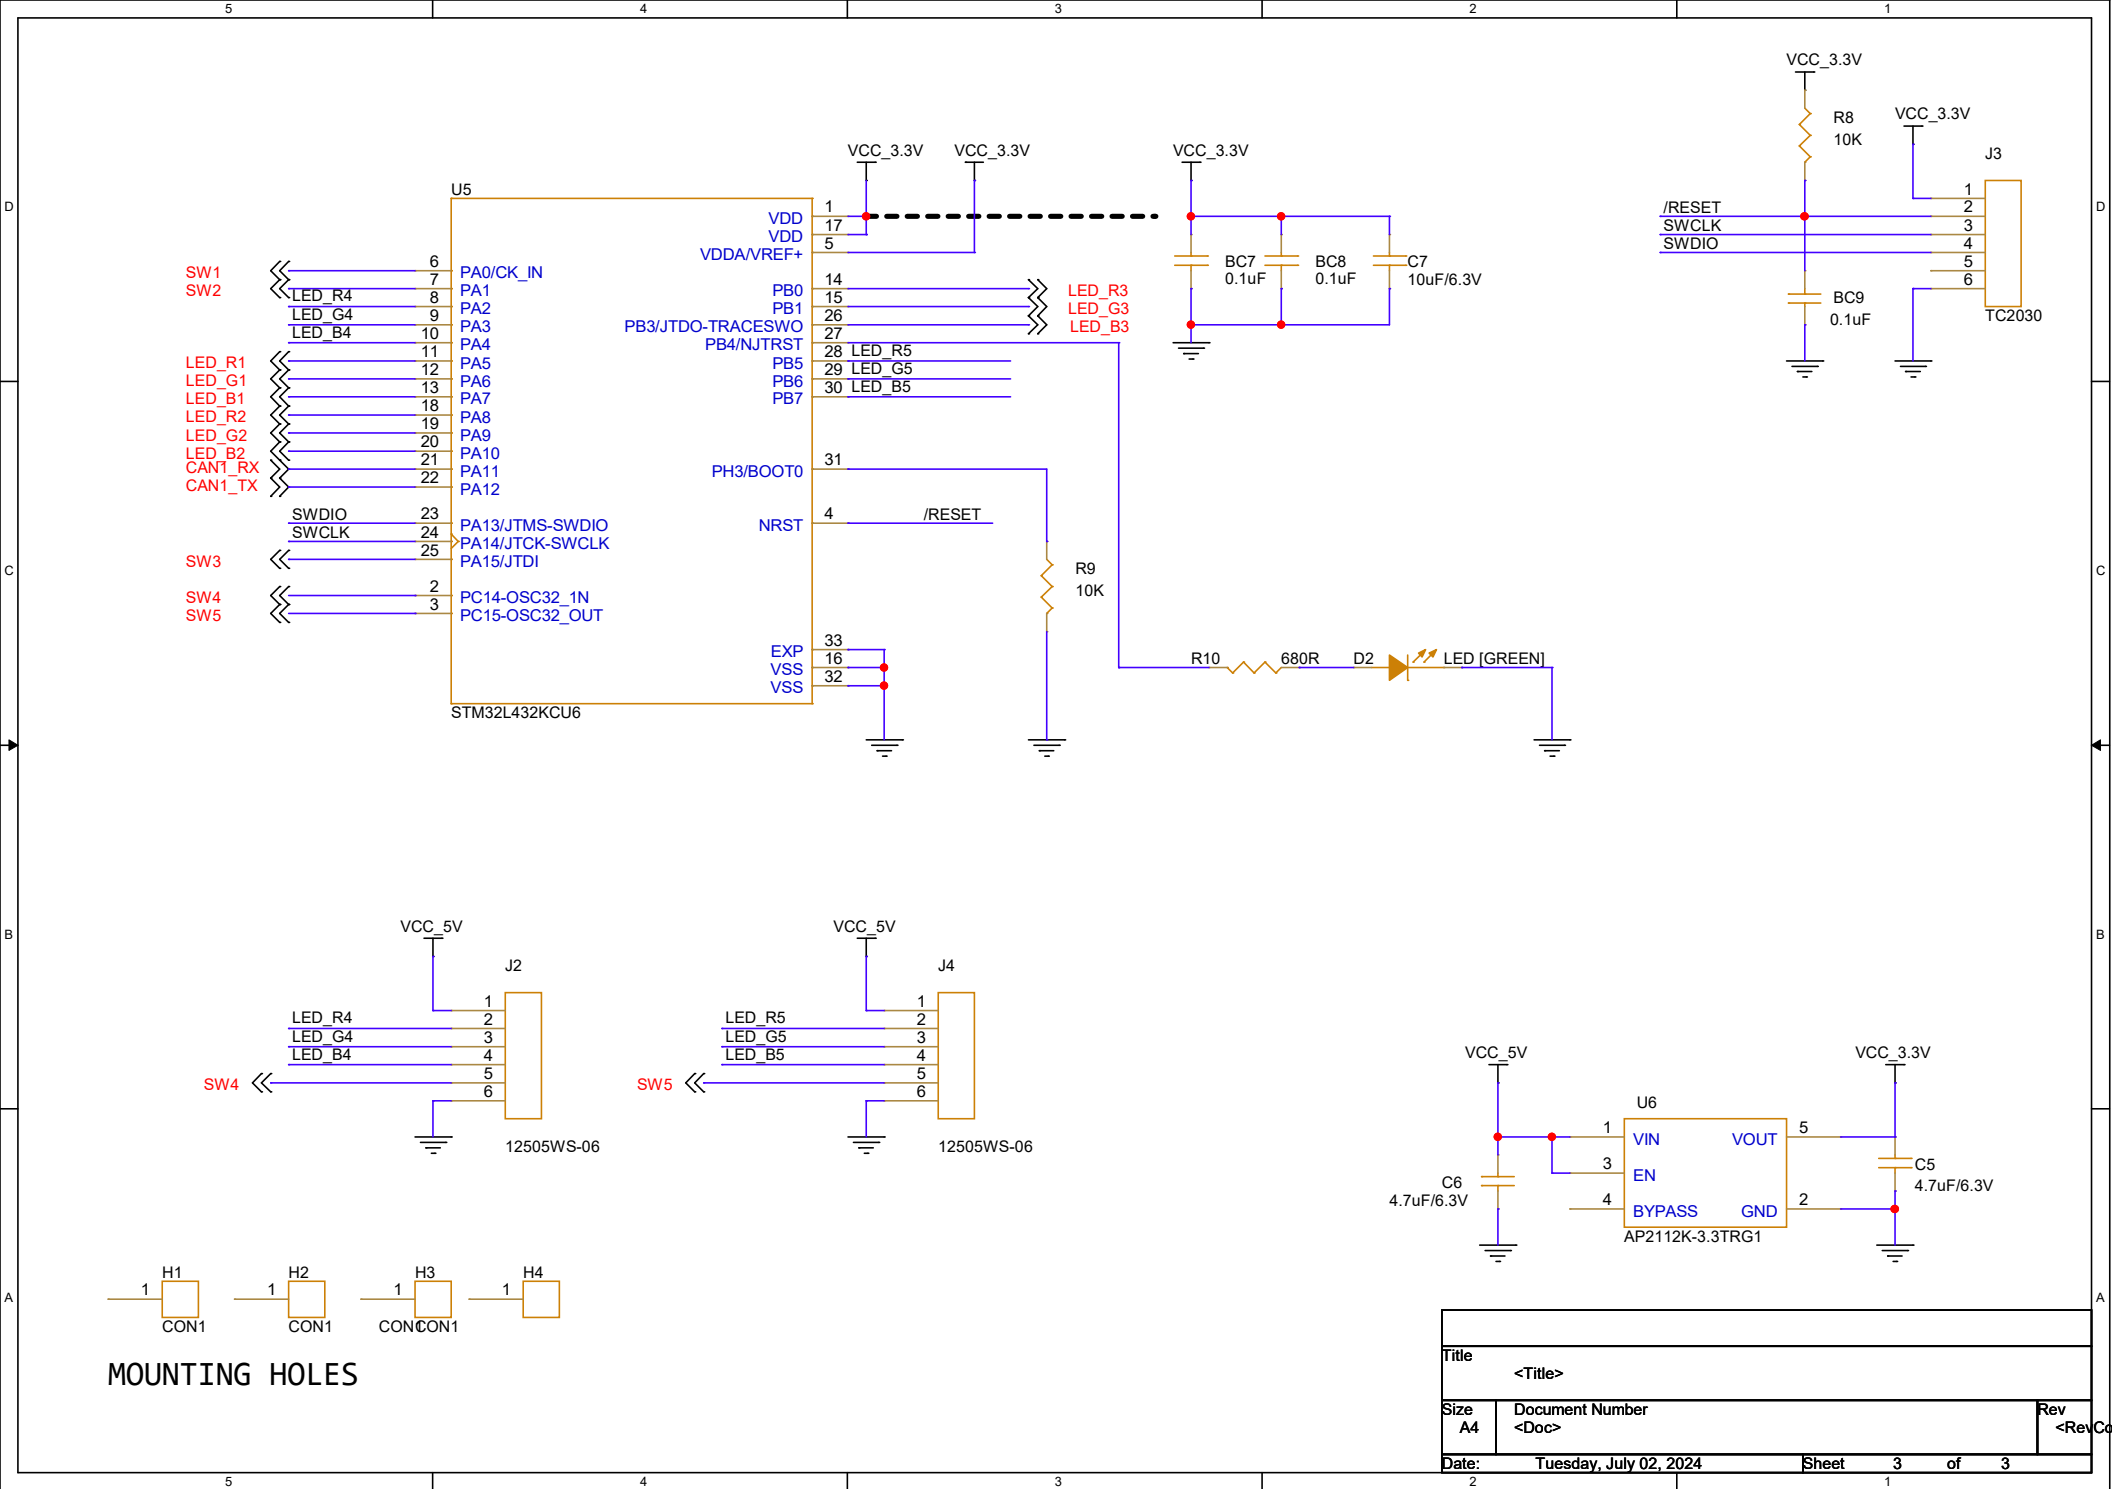 5 4 3 2 1
D
D
C
C
B
B
A
A
VCC_3.3V
R8
10K
VCC_3.3V
J3
1
2
3
4
5
6
/RESET
SWCLK
SWDIO
TC2030
BC9
0.1uF
VCC_3.3V VCC_3.3V
VCC_3.3V
BC7
0.1uF
BC8
0.1uF
C7
10uF/6.3V
U5
SW1 6 PA0/CK_IN
SW2 7 PA1
LED_R4 8 PA2
LED_G4 9 PA3
LED_B4 10 PA4
LED_R1 11 PA5
LED_G1 12 PA6
LED_B1 13 PA7
LED_R2 18 PA8
LED_G2 19 PA9
LED_B2 20 PA10
CAN1_RX 21 PA11
CAN1_TX 22 PA12
SWDIO 23 PA13/JTMS-SWDIO
SWCLK 24 PA14/JTCK-SWCLK
SW3 25 PA15/JTDI
SW4 2 PC14-OSC32_1N
SW5 3 PC15-OSC32_OUT
VDD 1
VDD 17
VDDA/VREF+ 5
PB0 14 LED_R3
PB1 15 LED_G3
PB3/JTDO-TRACESWO 26 LED_B3
PB4/NJTRST 27
PB5 28 LED_R5
PB6 29 LED_G5
PB7 30 LED_B5
PH3/BOOT0 31
NRST 4 /RESET
EXP 33
VSS 16
VSS 32
STM32L432KCU6
R9
10K
R10 680R D2 LED [GREEN]
VCC_5V
J2
1
LED_R4 2
LED_G4 3
LED_B4 4
SW4 5
6
12505WS-06
VCC_5V
J4
1
LED_R5 2
LED_G5 3
LED_B5 4
SW5 5
6
12505WS-06
VCC_5V
VCC_3.3V
U6
1 VIN VOUT 5
3 EN
4 BYPASS GND 2
AP2112K-3.3TRG1
C6
4.7uF/6.3V
C5
4.7uF/6.3V
H1 H2 H3 H4
1 1 1 1
CON1 CON1 CON1 CON1
MOUNTING HOLES
Title
<Title>
Size
A4
Document Number
<Doc>
Rev
<RevCo
Date: Tuesday, July 02, 2024 Sheet 3 of 3
5 4 3 2 1